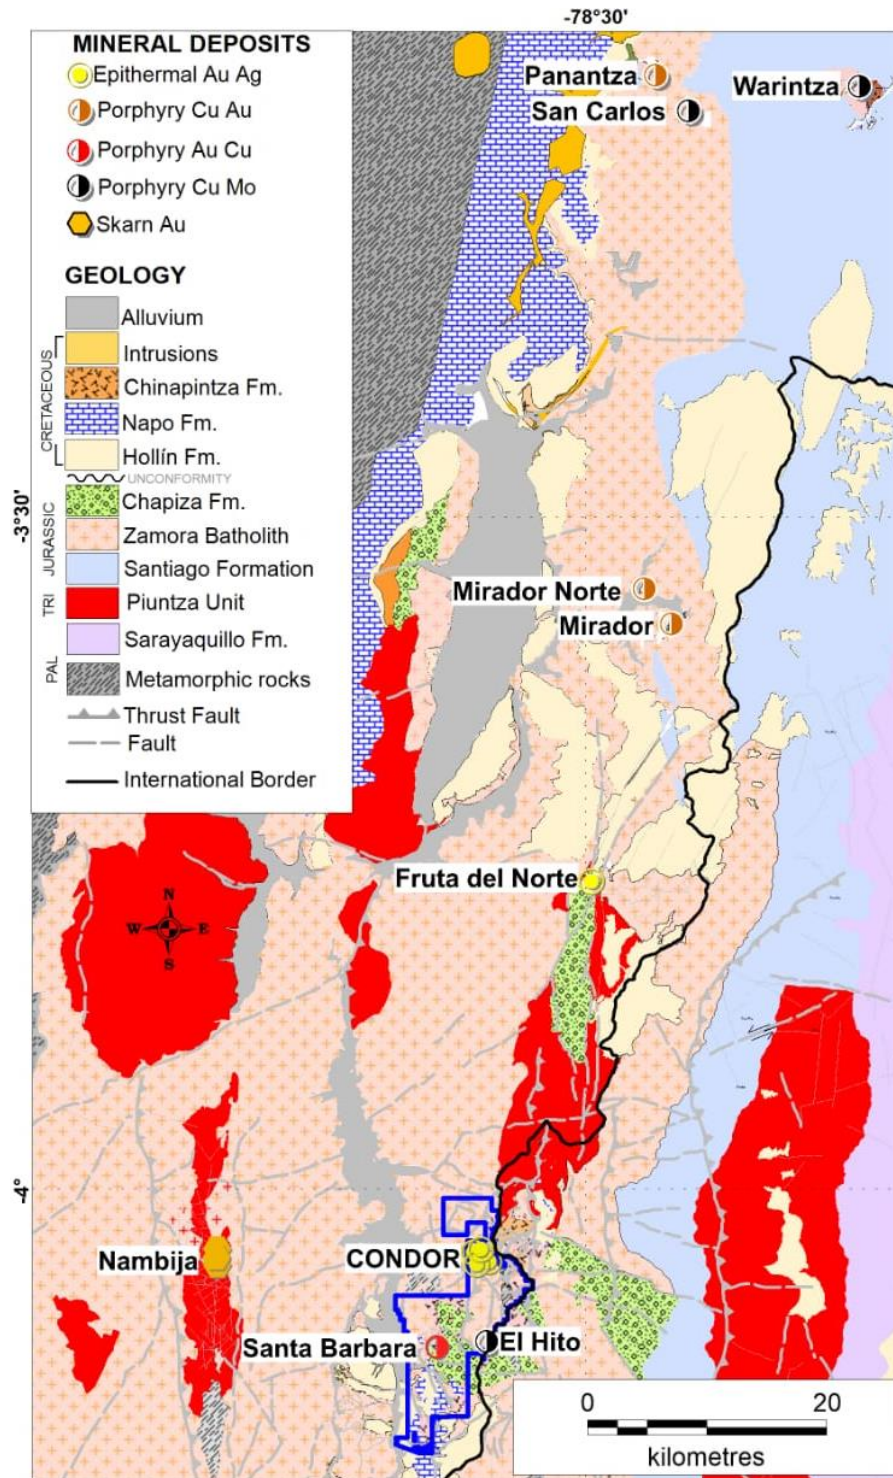 -78°30'
MINERAL DEPOSITS
Epithermal Au Ag
Porphyry Cu Au
Porphyry Au Cu
Porphyry Cu Mo
Skarn Au
GEOLOGY
Alluvium
Intrusions
Chinapintza Fm.
Napo Fm.
Hollín Fm.
UNCONFORMITY
Chapiza Fm.
Zamora Batholith
Santiago Formation
Piuntza Unit
Sarayaquillo Fm.
Metamorphic rocks
Thrust Fault
Fault
International Border
CRETACEOUS
JURASSIC
TRI
PAL
Panantza
San Carlos
Warintza
-3°30'
Mirador Norte
Mirador
Fruta del Norte
N
W E
S
-4°
Nambija
CONDOR
Santa Barbara
El Hito
0 20
kilometres